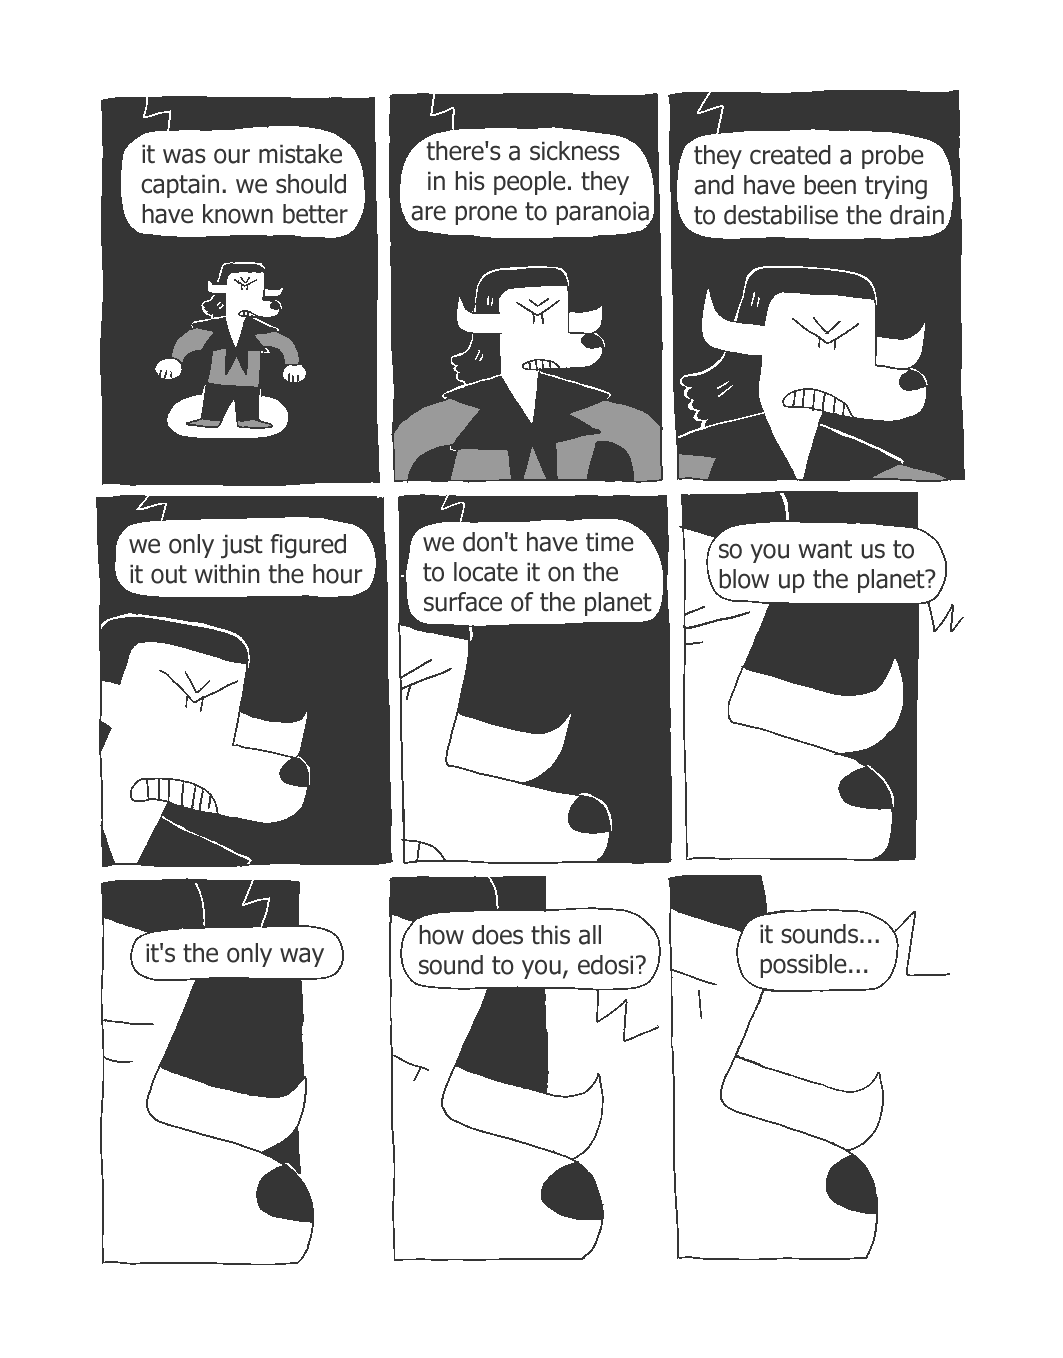 it was our mistake
captain. we should
have known better
there's a sickness
in his people. they
are prone to paranoia
they created a probe
and have been trying
to destabilise the drain
we only just figured
it out within the hour
we don't have time
to locate it on the
surface of the planet
so you want us to
blow up the planet?
it's the only way
how does this all
sound to you, edosi?
it sounds...
possible...